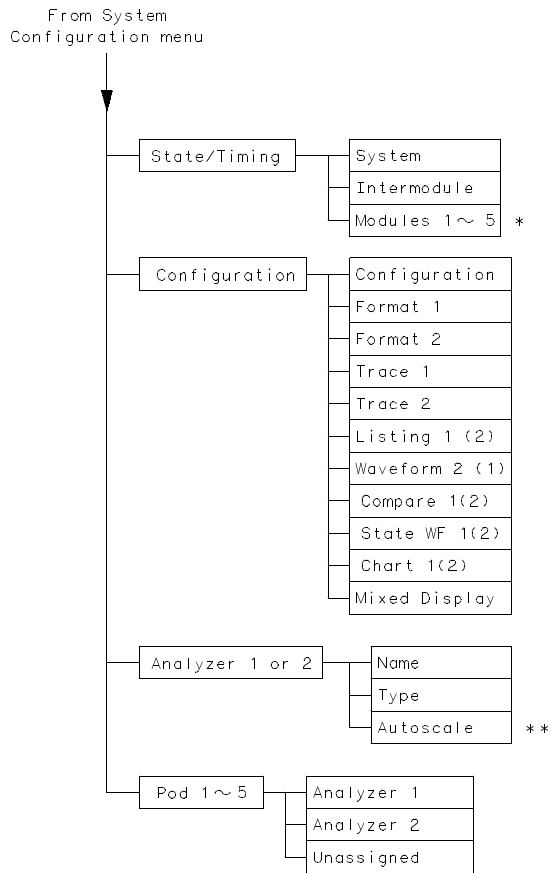 From System
Configuration menu
State/Timing
System
Intermodule
Modules 1～ 5 *
Configuration
Configuration
Format 1
Format 2
Trace 1
Trace 2
Listing 1 (2)
Waveform 2 (1)
Compare 1(2)
State WF 1(2)
Chart 1(2)
Mixed Display
Analyzer 1 or 2
Name
Type
Autoscale **
Pod 1～5
Analyzer 1
Analyzer 2
Unassigned